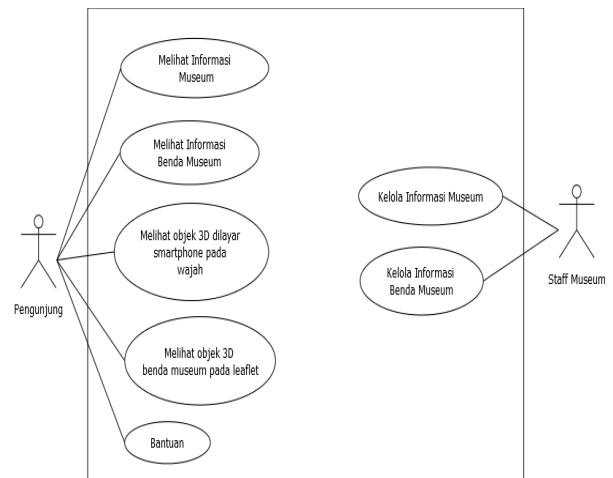 Melihat Informasi
Museum
Melihat Informasi
Benda Museum
Melihat objek 3D dilayar
smartphone pada
wajah
Melihat objek 3D
benda museum pada leaflet
Bantuan
Pengunjung
Kelola Informasi Museum
Kelola Informasi
Benda Museum
Staff Museum